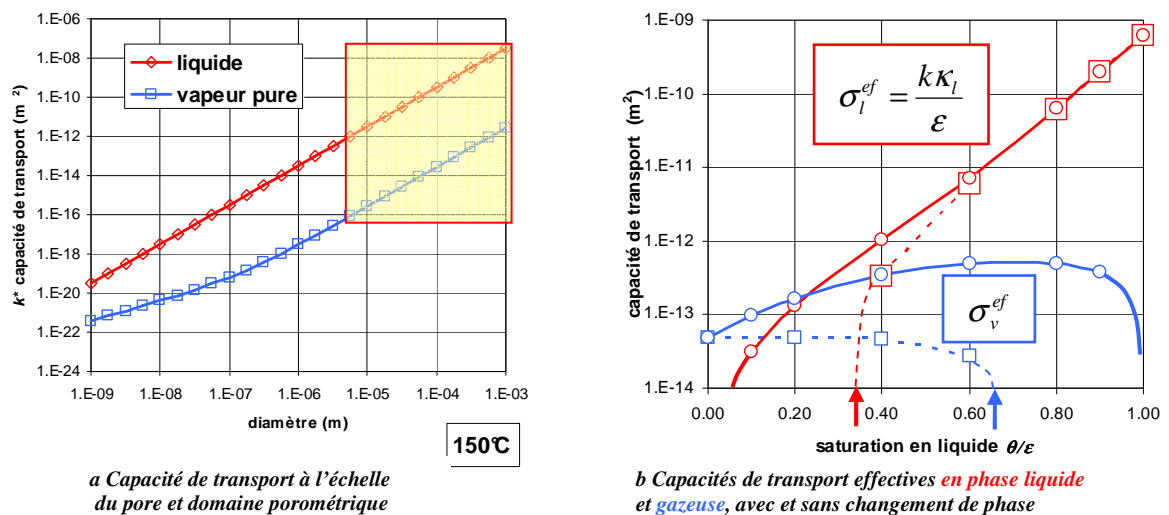 k* capacité de transport (m²)
1.E-06
1.E-08
1.E-10
1.E-12
1.E-14
1.E-16
1.E-18
1.E-20
1.E-22
1.E-24
liquide
vapeur pure
1.E-09 1.E-08 1.E-07 1.E-06 1.E-05 1.E-04 1.E-03
diamètre (m)
150°C
a Capacité de transport à l'échelle
du pore et domaine porométrique
capacité de transport (m²)
1.E-09
1.E-10
1.E-11
1.E-12
1.E-13
1.E-14
σ_l^{ef} = kκ_l / ε
σ_v^{ef}
0.00 0.20 0.40 0.60 0.80 1.00
saturation en liquide θ/ε
b Capacités de transport effectives en phase liquide
et gazeuse, avec et sans changement de phase